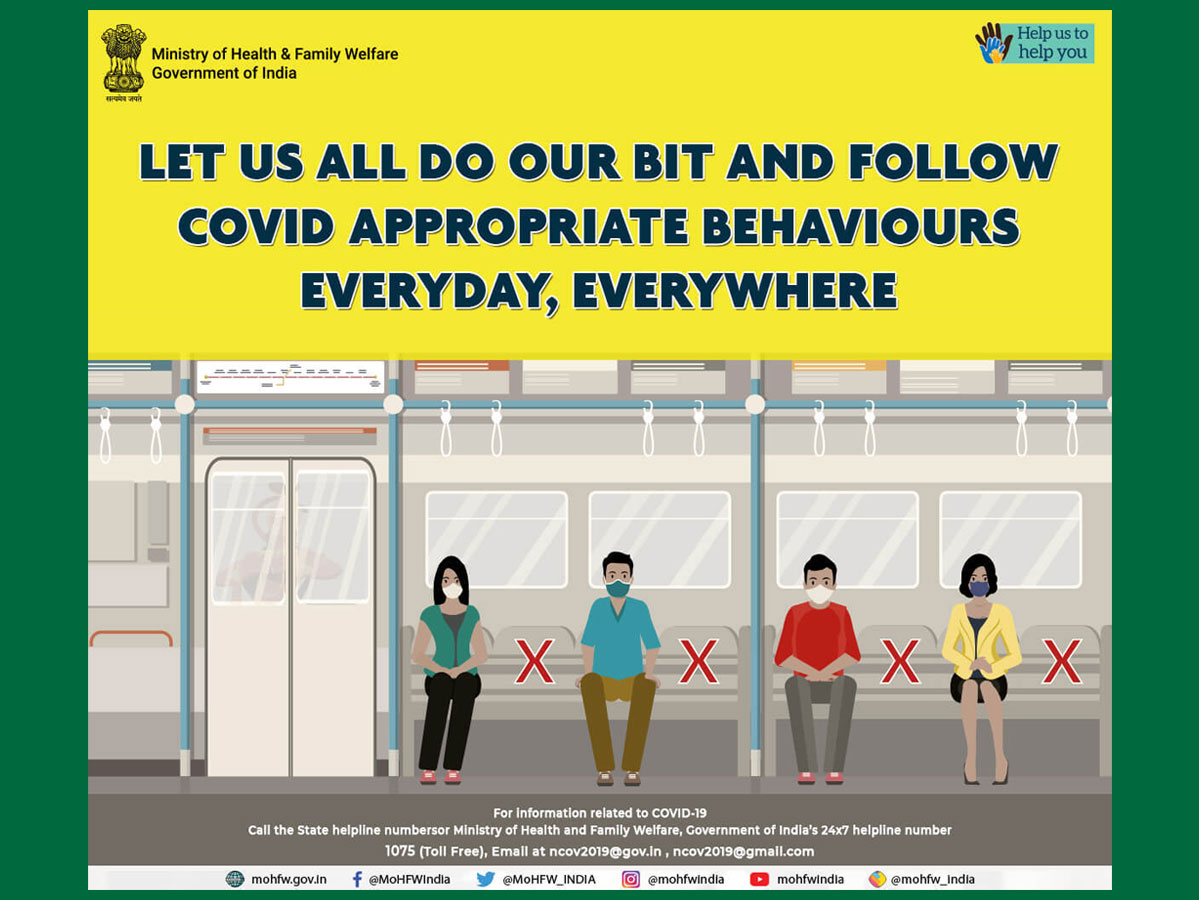 Ministry of Health & Family Welfare
Government of India
सत्यमेव जयते
Help us to
help you
LET US ALL DO OUR BIT AND FOLLOW
COVID APPROPRIATE BEHAVIOURS
EVERYDAY, EVERYWHERE
X X X X
For information related to COVID-19
Call the State helpline numbersor Ministry of Health and Family Welfare, Government of India's 24x7 helpline number
1075 (Toll Free), Email at ncov2019@gov.in , ncov2019@gmail.com
mohfw.gov.in @MoHFWIndia @MoHFW_INDIA @mohfwindia mohfwindia @mohfw_india